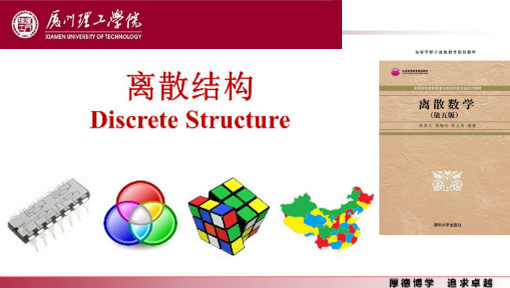 厦门理工学院
XIAMEN UNIVERSITY OF TECHNOLOGY
离散结构
Discrete Structure
离散数学
（第五版）
清华大学出版社
厚德博学 追求卓越